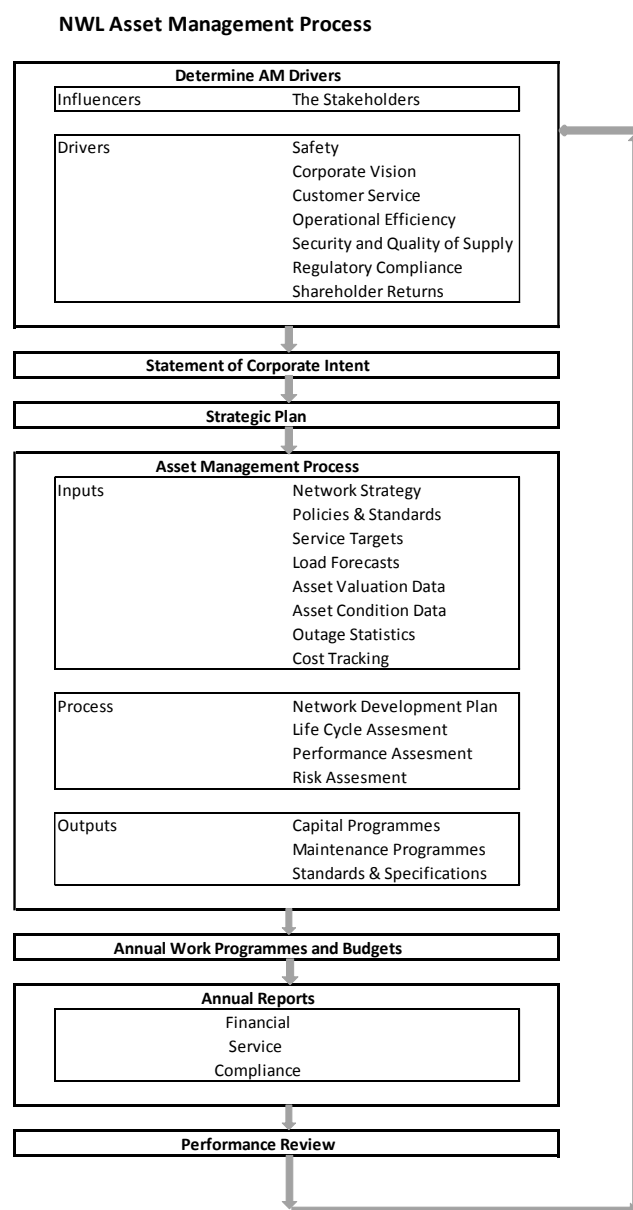 NWL Asset Management Process
Determine AM Drivers
Influencers The Stakeholders
Drivers Safety
Corporate Vision
Customer Service
Operational Efficiency
Security and Quality of Supply
Regulatory Compliance
Shareholder Returns
Statement of Corporate Intent
Strategic Plan
Asset Management Process
Inputs Network Strategy
Policies & Standards
Service Targets
Load Forecasts
Asset Valuation Data
Asset Condition Data
Outage Statistics
Cost Tracking
Process Network Development Plan
Life Cycle Assesment
Performance Assesment
Risk Assesment
Outputs Capital Programmes
Maintenance Programmes
Standards & Specifications
Annual Work Programmes and Budgets
Annual Reports
Financial
Service
Compliance
Performance Review